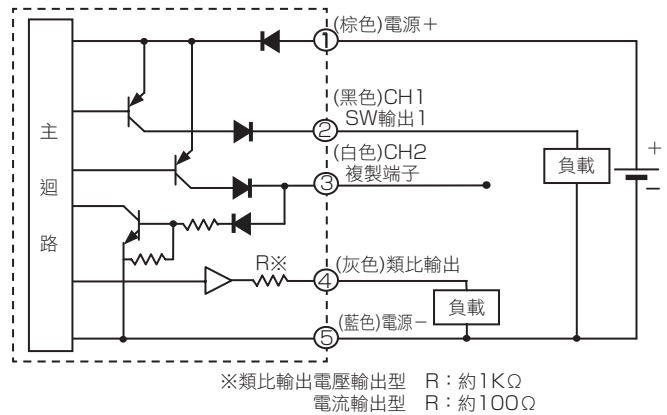 (棕色)電源+
①
(黑色)CH1
SW輸出1
②
(白色)CH2
複製端子
③
主
迴
路
負載
+
−
R※
(灰色)類比輸出
④
負載
(藍色)電源−
⑤
※類比輸出電壓輸出型 R：約1KΩ
電流輸出型 R：約100Ω